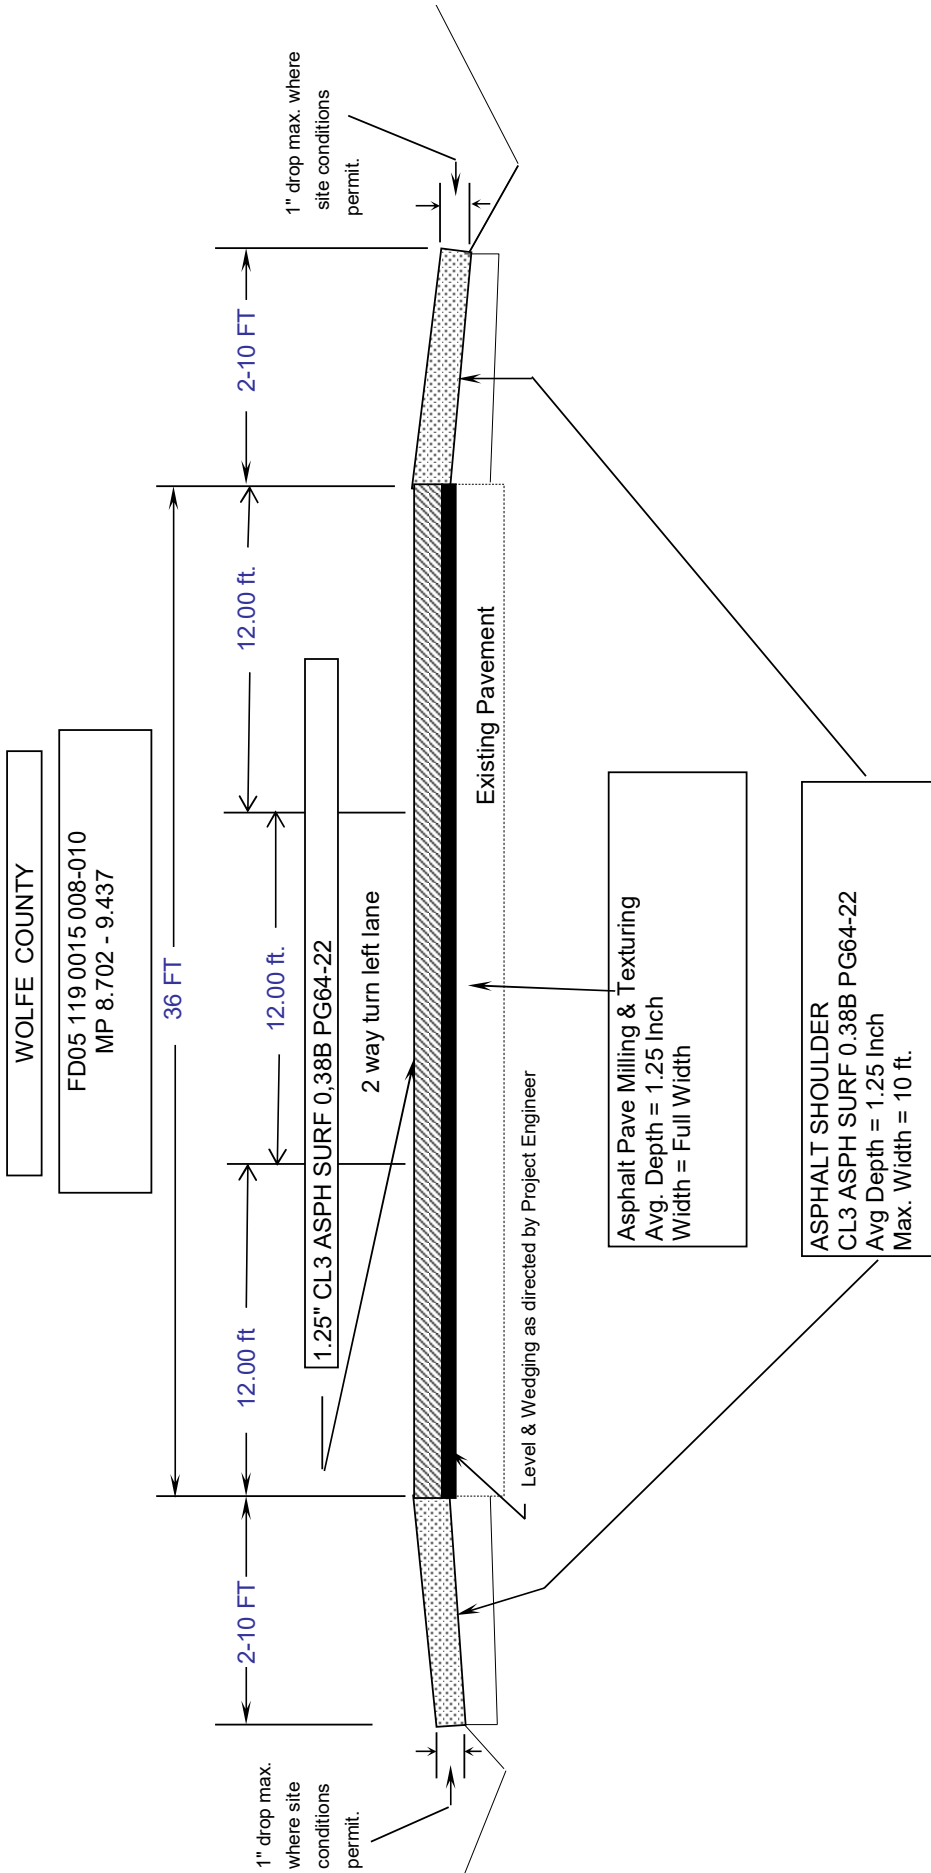 WOLFE COUNTY
FD05 119 0015 008-010
MP 8.702 - 9.437
36 FT
2-10 FT
12.00 ft
12.00 ft.
12.00 ft.
2-10 FT
1" drop max.
where site
conditions
permit.
1" drop max. where
site conditions
permit.
1.25" CL3 ASPH SURF 0,38B PG64-22
2 way turn left lane
Existing Pavement
Level & Wedging as directed by Project Engineer
Asphalt Pave Milling & Texturing
Avg. Depth = 1.25 Inch
Width = Full Width
ASPHALT SHOULDER
CL3 ASPH SURF 0.38B PG64-22
Avg Depth = 1.25 Inch
Max. Width = 10 ft.